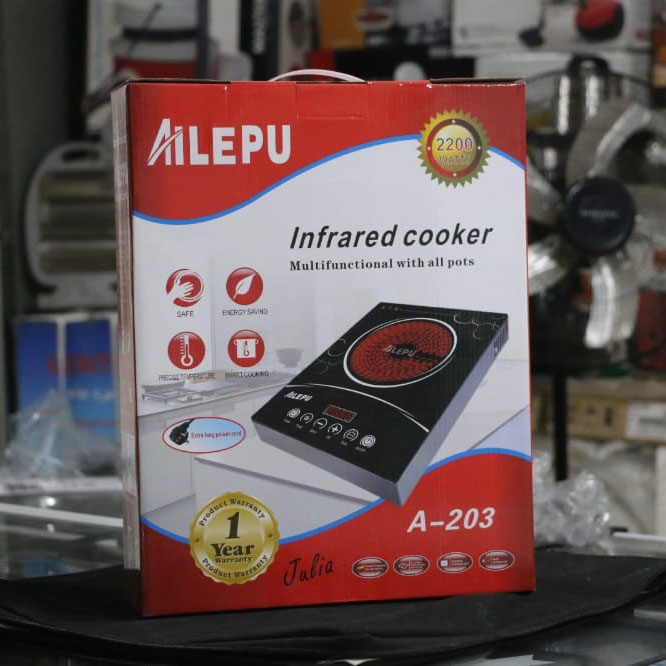 AILEPU
2200
WATTS
Infrared cooker
Multifunctional with all pots
SAFE
ENERGY SAVING
PRECISE TEMPERATURE
SMART COOKING
AILEPU
AILEPU
Extra long power cord
A-203
Product Warranty
1
Year
Warranty
Product Warranty
Julia